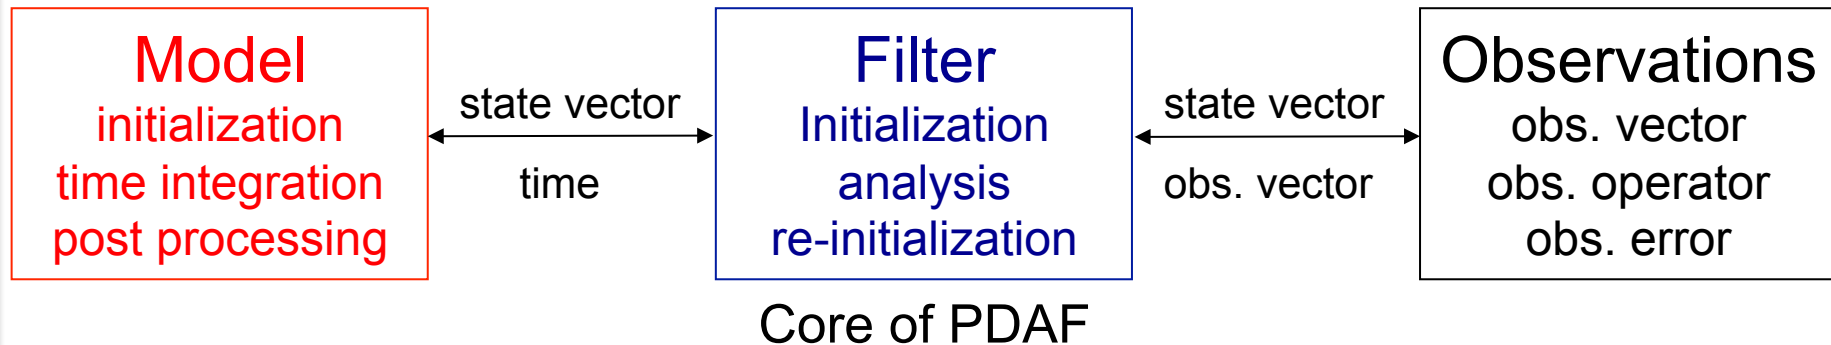 Model
initialization
time integration
post processing
state vector
time
Filter
Initialization
analysis
re-initialization
state vector
obs. vector
Observations
obs. vector
obs. operator
obs. error
Core of PDAF